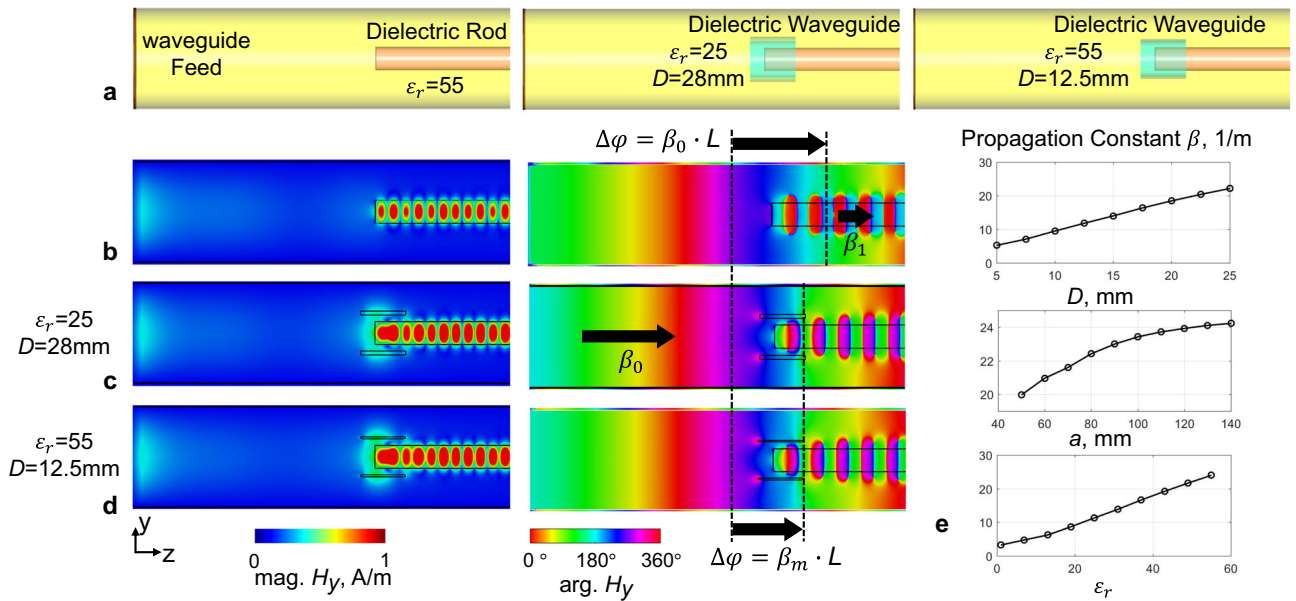 a
waveguide
Feed
Dielectric Rod
εᵣ=55
Dielectric Waveguide
εᵣ=25
D=28mm
Dielectric Waveguide
εᵣ=55
D=12.5mm
b
Δφ = β₀ · L
β₁
εᵣ=25
D=28mm
c
β₀
εᵣ=55
D=12.5mm
d
y
z
0 1
mag. Hy, A/m
0 ° 180° 360°
arg. Hy
Δφ = βₘ · L
Propagation Constant β, 1/m
30
20
10
0
5 10 15 20 25
D, mm
26
24
22
20
40 60 80 100 120 140
a, mm
e
30
20
10
0
0 20 40 60
εᵣ